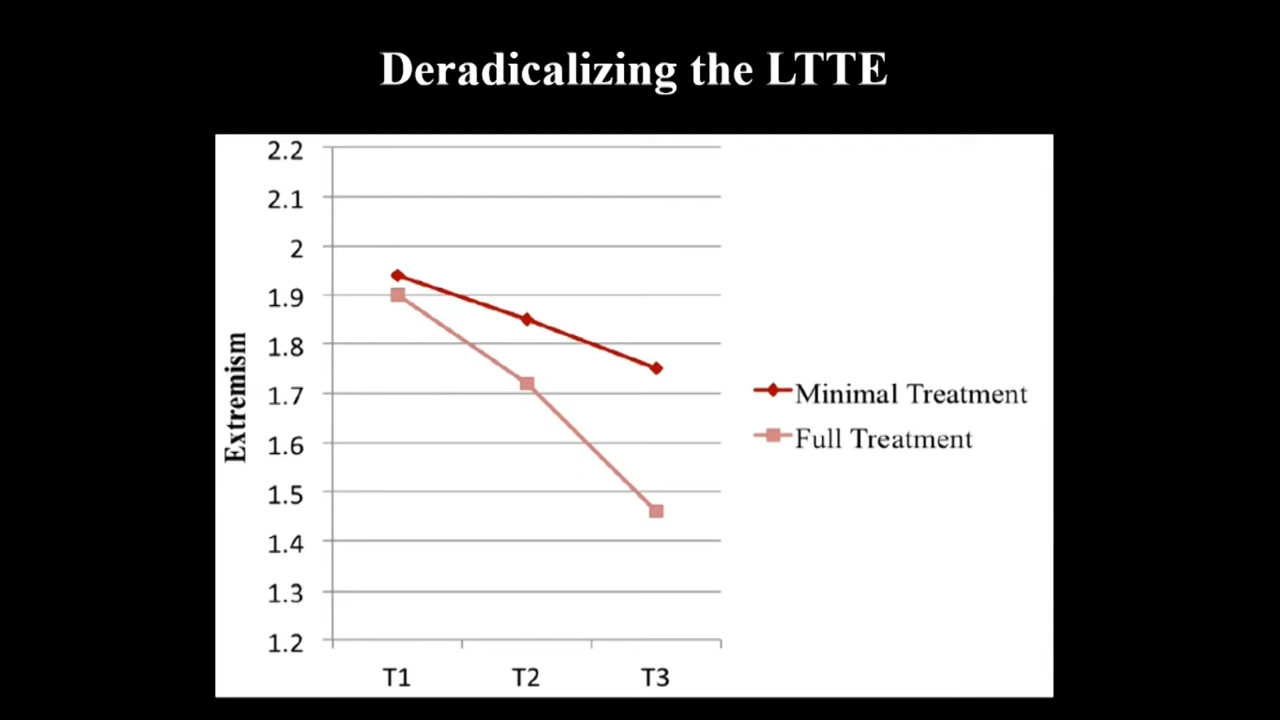 Deradicalizing the LTTE
2.2
2.1
2
1.9
1.8
1.7
1.6
1.5
1.4
1.3
1.2
Extremism
T1 T2 T3
Minimal Treatment
Full Treatment